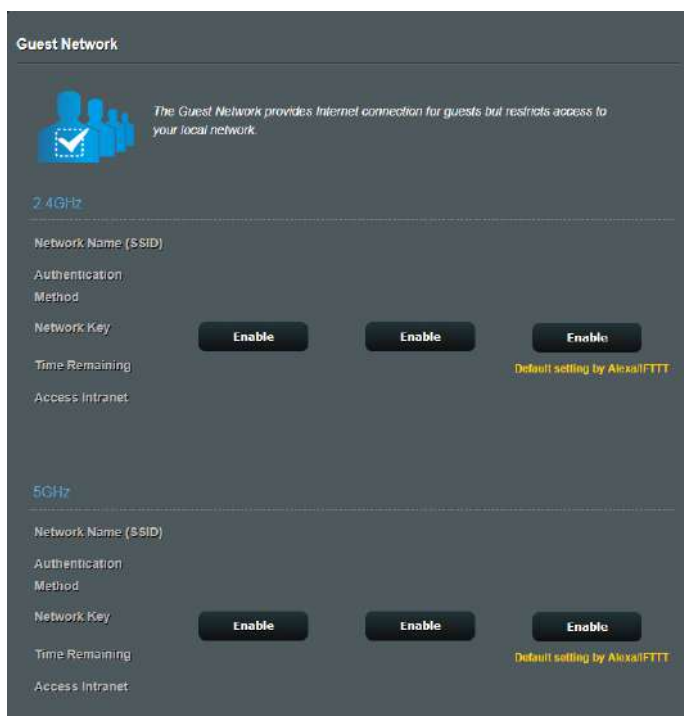 Guest Network
The Guest Network provides Internet connection for guests but restricts access to
your local network.
2.4GHz
Network Name (SSID)
Authentication
Method
Network Key
Enable
Enable
Enable
Time Remaining
Default setting by Alexa/IFTTT
Access Intranet
5GHz
Network Name (SSID)
Authentication
Method
Network Key
Enable
Enable
Enable
Time Remaining
Default setting by Alexa/IFTTT
Access Intranet